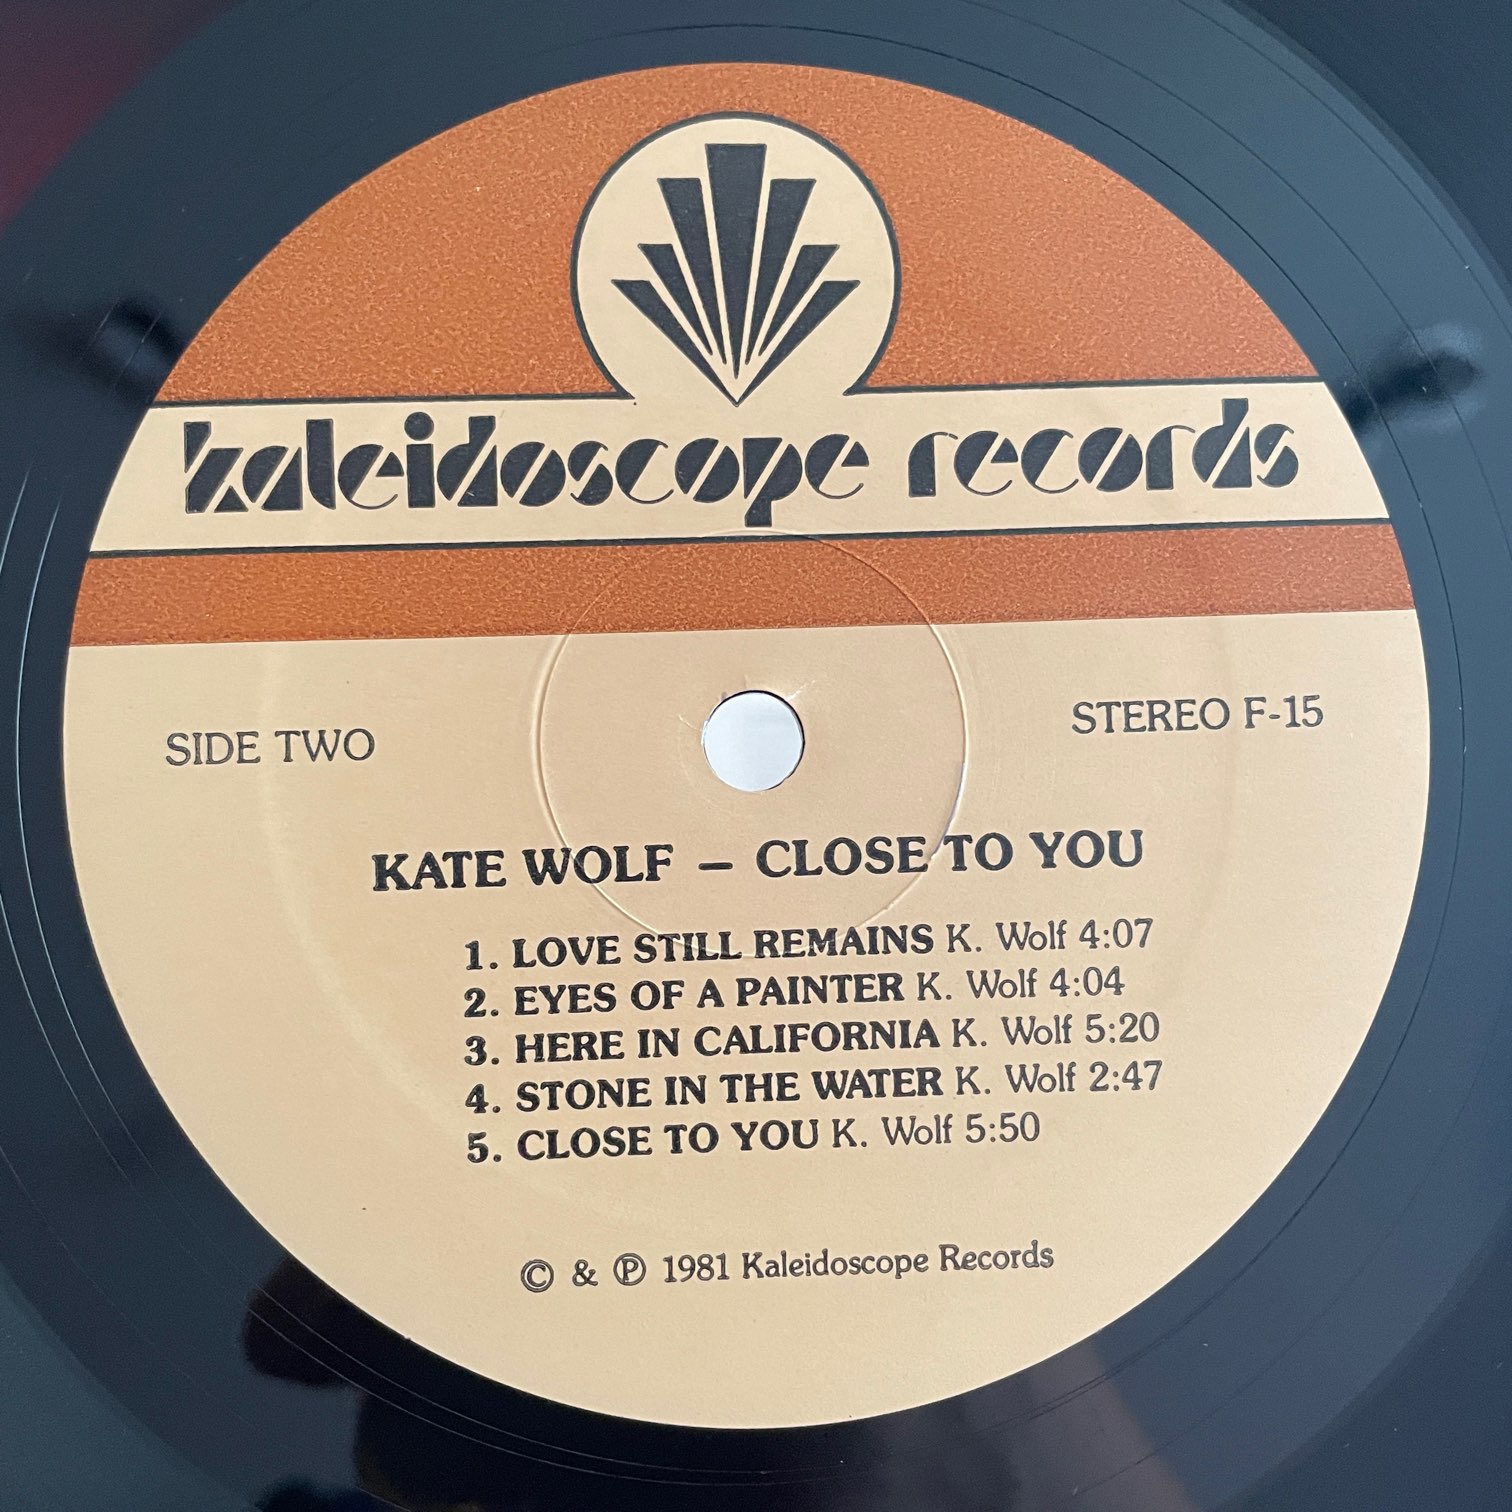 kaleidoscope records
SIDE TWO
STEREO F-15
KATE WOLF – CLOSE TO YOU
1. LOVE STILL REMAINS K. Wolf 4:07
2. EYES OF A PAINTER K. Wolf 4:04
3. HERE IN CALIFORNIA K. Wolf 5:20
4. STONE IN THE WATER K. Wolf 2:47
5. CLOSE TO YOU K. Wolf 5:50
© & ℗ 1981 Kaleidoscope Records